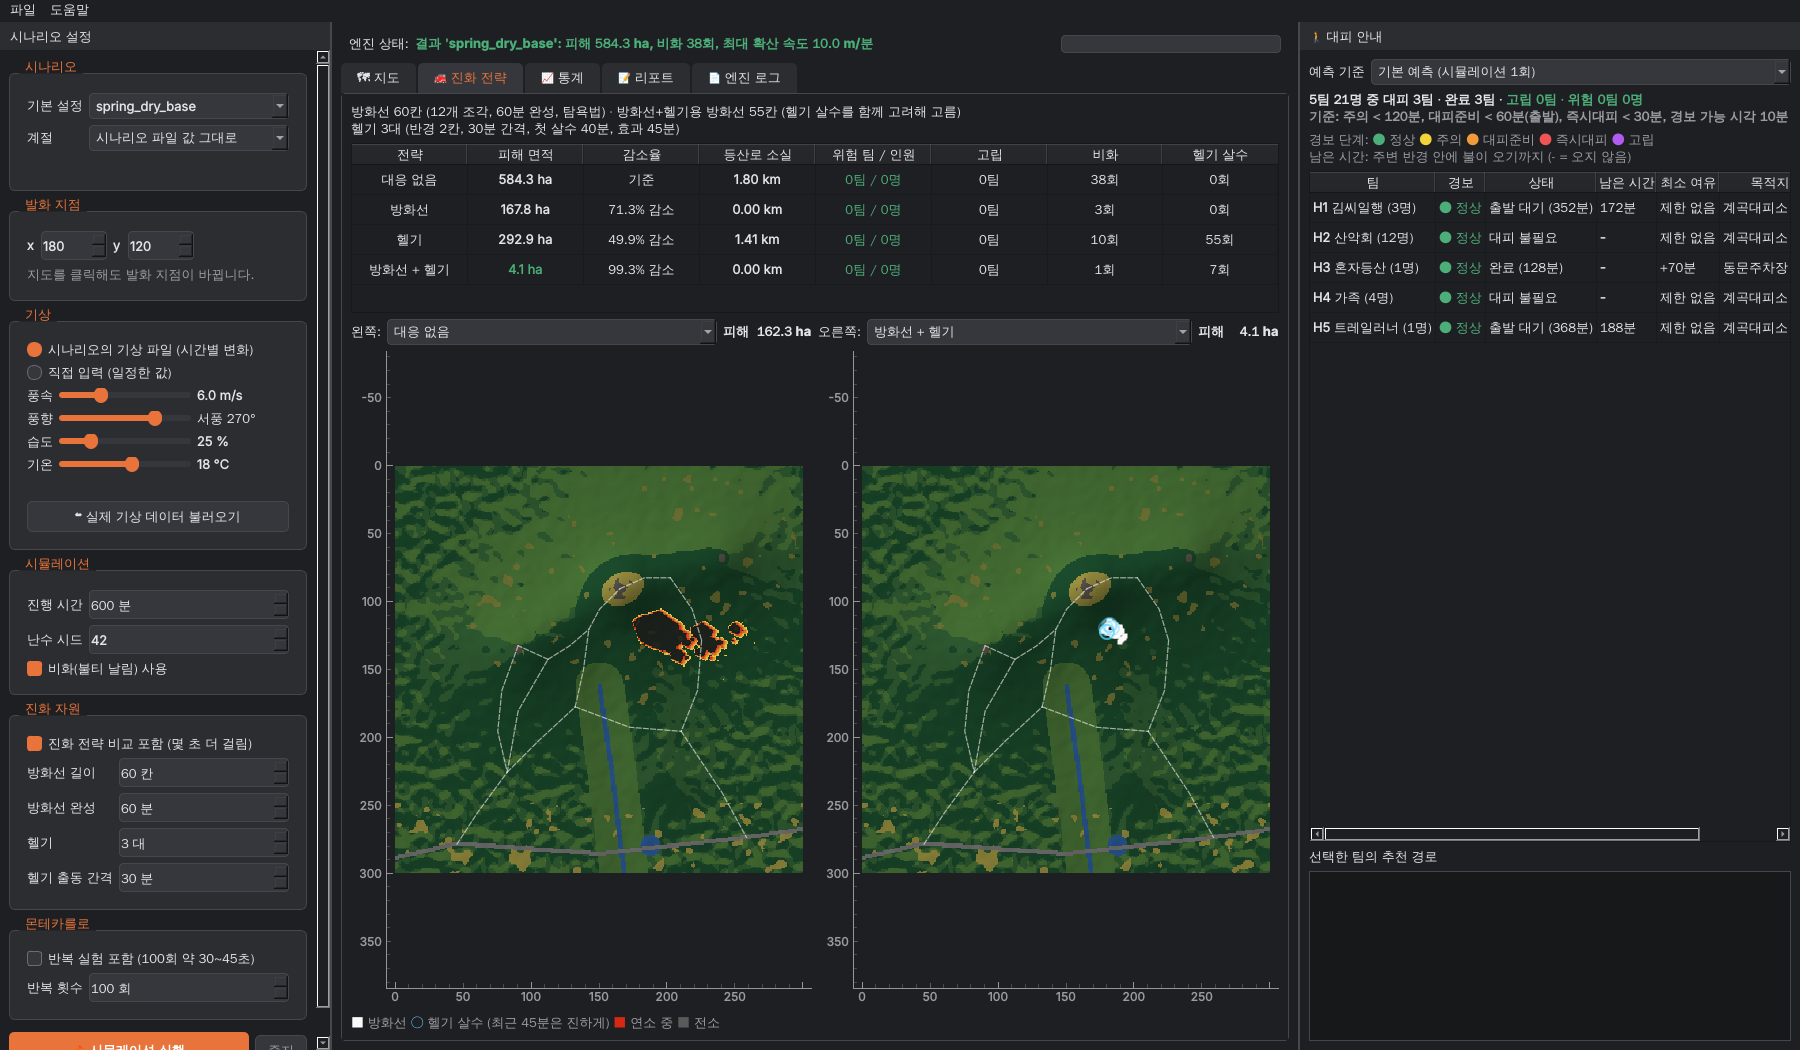 파일 도움말
시나리오 설정
시나리오
기본 설정 spring_dry_base
계절 시나리오 파일 값 그대로
발화 지점
x 180 y 120
지도를 클릭해도 발화 지점이 바뀝니다.
기상
시나리오의 기상 파일 (시간별 변화)
직접 입력 (일정한 값)
풍속 6.0 m/s
풍향 서풍 270°
습도 25 %
기온 18 °C
실제 기상 데이터 불러오기
시뮬레이션
진행 시간 600 분
난수 시드 42
비화(불티 날림) 사용
진화 자원
진화 전략 비교 포함 (몇 초 더 걸림)
방화선 길이 60 칸
방화선 완성 60 분
헬기 3 대
헬기 출동 간격 30 분
몬테카를로
반복 실험 포함 (100회 약 30~45초)
반복 횟수 100 회
엔진 상태: 결과 'spring_dry_base': 피해 584.3 ha, 비화 38회, 최대 확산 속도 10.0 m/분
지도 진화 전략 통계 리포트 엔진 로그
방화선 60칸 (12개 조각, 60분 완성, 탐욕법) · 방화선+헬기용 방화선 55칸 (헬기 살수를 함께 고려해 고름)
헬기 3대 (반경 2칸, 30분 간격, 첫 살수 40분, 효과 45분)
전략 피해 면적 감소율 등산로 소실 위험 팀 / 인원 고립 비화 헬기 살수
대응 없음 584.3 ha 기준 1.80 km 0팀 / 0명 0팀 38회 0회
방화선 167.8 ha 71.3% 감소 0.00 km 0팀 / 0명 0팀 3회 0회
헬기 292.9 ha 49.9% 감소 1.41 km 0팀 / 0명 0팀 10회 55회
방화선 + 헬기 4.1 ha 99.3% 감소 0.00 km 0팀 / 0명 0팀 1회 7회
왼쪽: 대응 없음 피해 162.3 ha 오른쪽: 방화선 + 헬기 피해 4.1 ha
-50 -50
0 0
50 50
100 100
150 150
200 200
250 250
300 300
350 350
0 50 100 150 200 250 0 50 100 150 200 250
방화선 헬기 살수 (최근 45분은 진하게) 연소 중 전소
대피 안내
예측 기준 기본 예측 (시뮬레이션 1회)
5팀 21명 중 대피 3팀 · 완료 3팀 · 고립 0팀 · 위험 0팀 0명
기준: 주의 < 120분, 대피준비 < 60분(출발), 즉시대피 < 30분, 경보 가능 시각 10분
경보 단계: 정상 주의 대피준비 즉시대피 고립
남은 시간: 주변 반경 안에 불이 오기까지 (- = 오지 않음)
팀 경보 상태 남은 시간 최소 여유 목적지
H1 김씨일행 (3명) 정상 출발 대기 (352분) 172분 제한 없음 계곡대피소
H2 산악회 (12명) 정상 대피 불필요 - 제한 없음 계곡대피소
H3 혼자등산 (1명) 정상 완료 (128분) - +70분 동문주차장
H4 가족 (4명) 정상 대피 불필요 - 제한 없음 계곡대피소
H5 트레일러너 (1명) 정상 출발 대기 (368분) 188분 제한 없음 계곡대피소
선택한 팀의 추천 경로